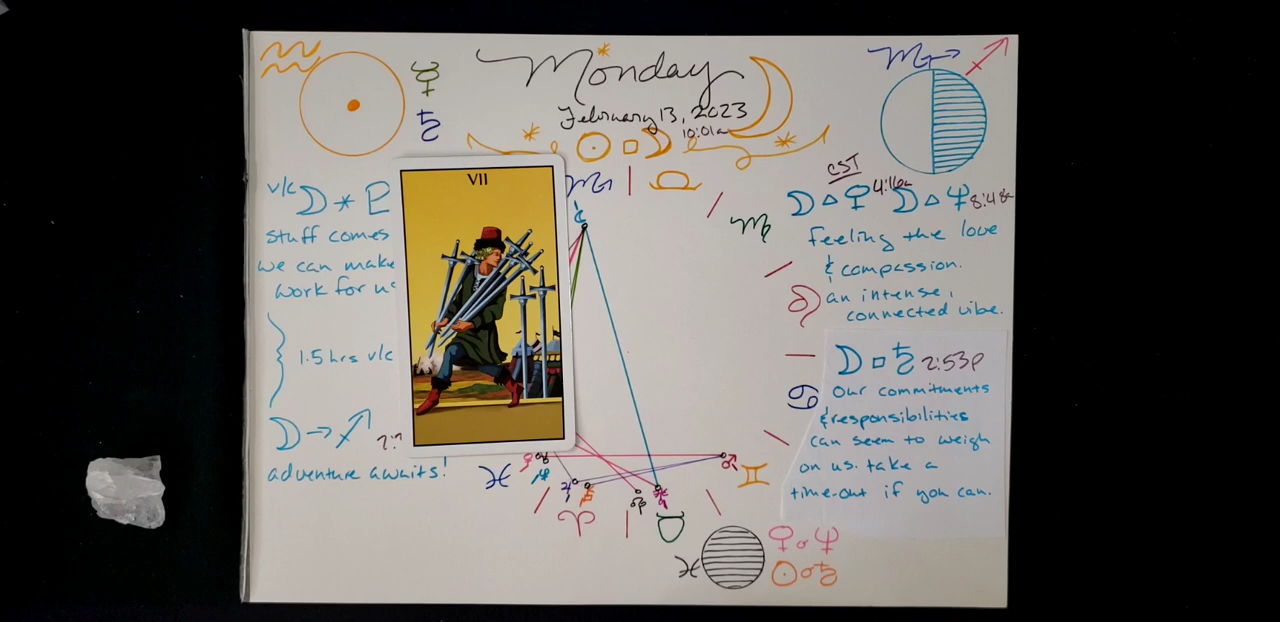 Monday
February 13, 2023
10:01a
VII
v/c ☽ ✶ ♇
stuff comes
we can make
work for us
1.5 hrs v/c
☽ → ♐
adventure awaits!
CST
☽ △ ♀ 4:16a ☽ △ ♆ 8:48a
feeling the love
& compassion.
an intense,
connected vibe.
☽ □ ♄ 2:53p
Our commitments
& responsibilities
can seem to weigh
on us. take a
time-out if you can.